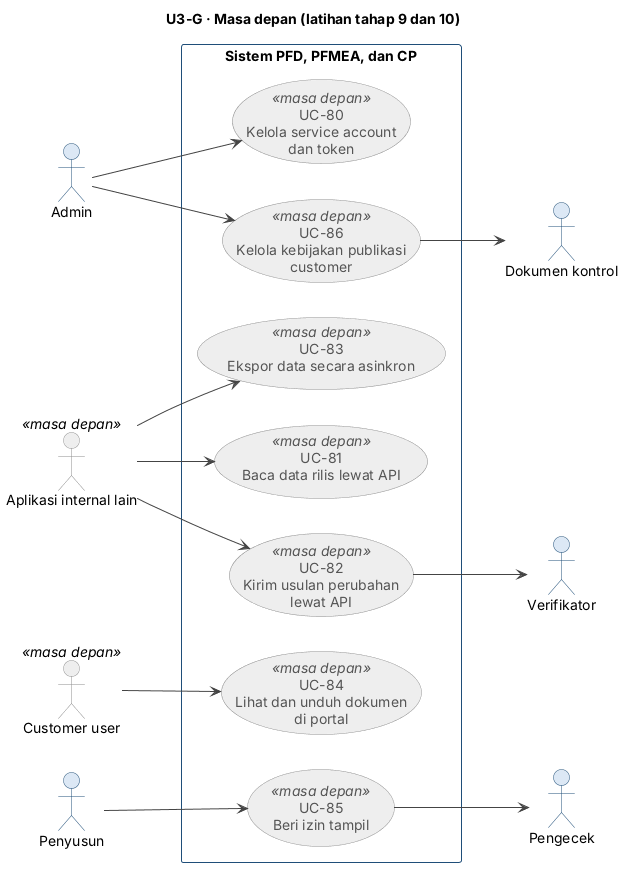 U3-G · Masa depan (latihan tahap 9 dan 10)
Sistem PFD, PFMEA, dan CP
«masa depan»
UC-80
Kelola service account
dan token
Admin
«masa depan»
UC-86
Kelola kebijakan publikasi
customer
Dokumen kontrol
«masa depan»
UC-83
Ekspor data secara asinkron
«masa depan»
Aplikasi internal lain
«masa depan»
UC-81
Baca data rilis lewat API
«masa depan»
UC-82
Kirim usulan perubahan
lewat API
Verifikator
«masa depan»
Customer user
«masa depan»
UC-84
Lihat dan unduh dokumen
di portal
Penyusun
«masa depan»
UC-85
Beri izin tampil
Pengecek